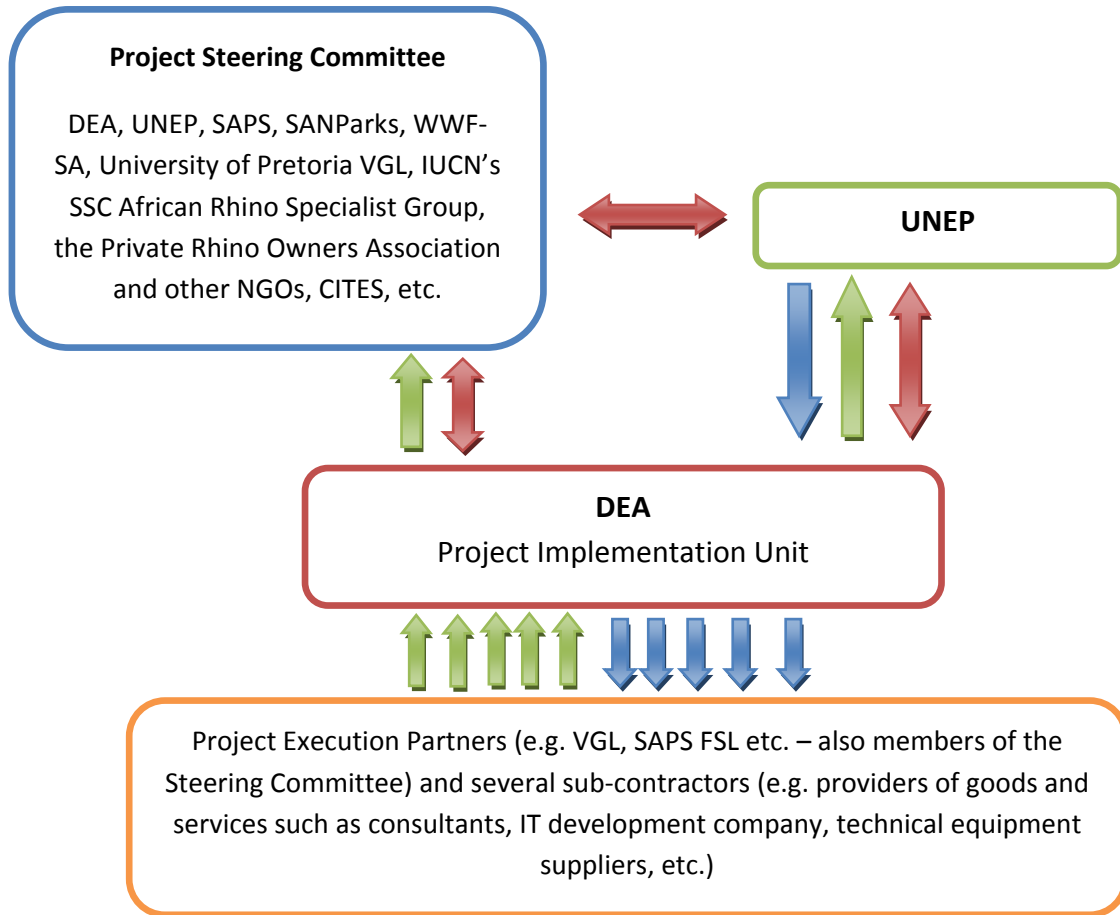 Project Steering Committee
DEA, UNEP, SAPS, SANParks, WWF-
SA, University of Pretoria VGL, IUCN’s
SSC African Rhino Specialist Group,
the Private Rhino Owners Association
and other NGOs, CITES, etc.
UNEP
DEA
Project Implementation Unit
Project Execution Partners (e.g. VGL, SAPS FSL etc. – also members of the
Steering Committee) and several sub-contractors (e.g. providers of goods and
services such as consultants, IT development company, technical equipment
suppliers, etc.)